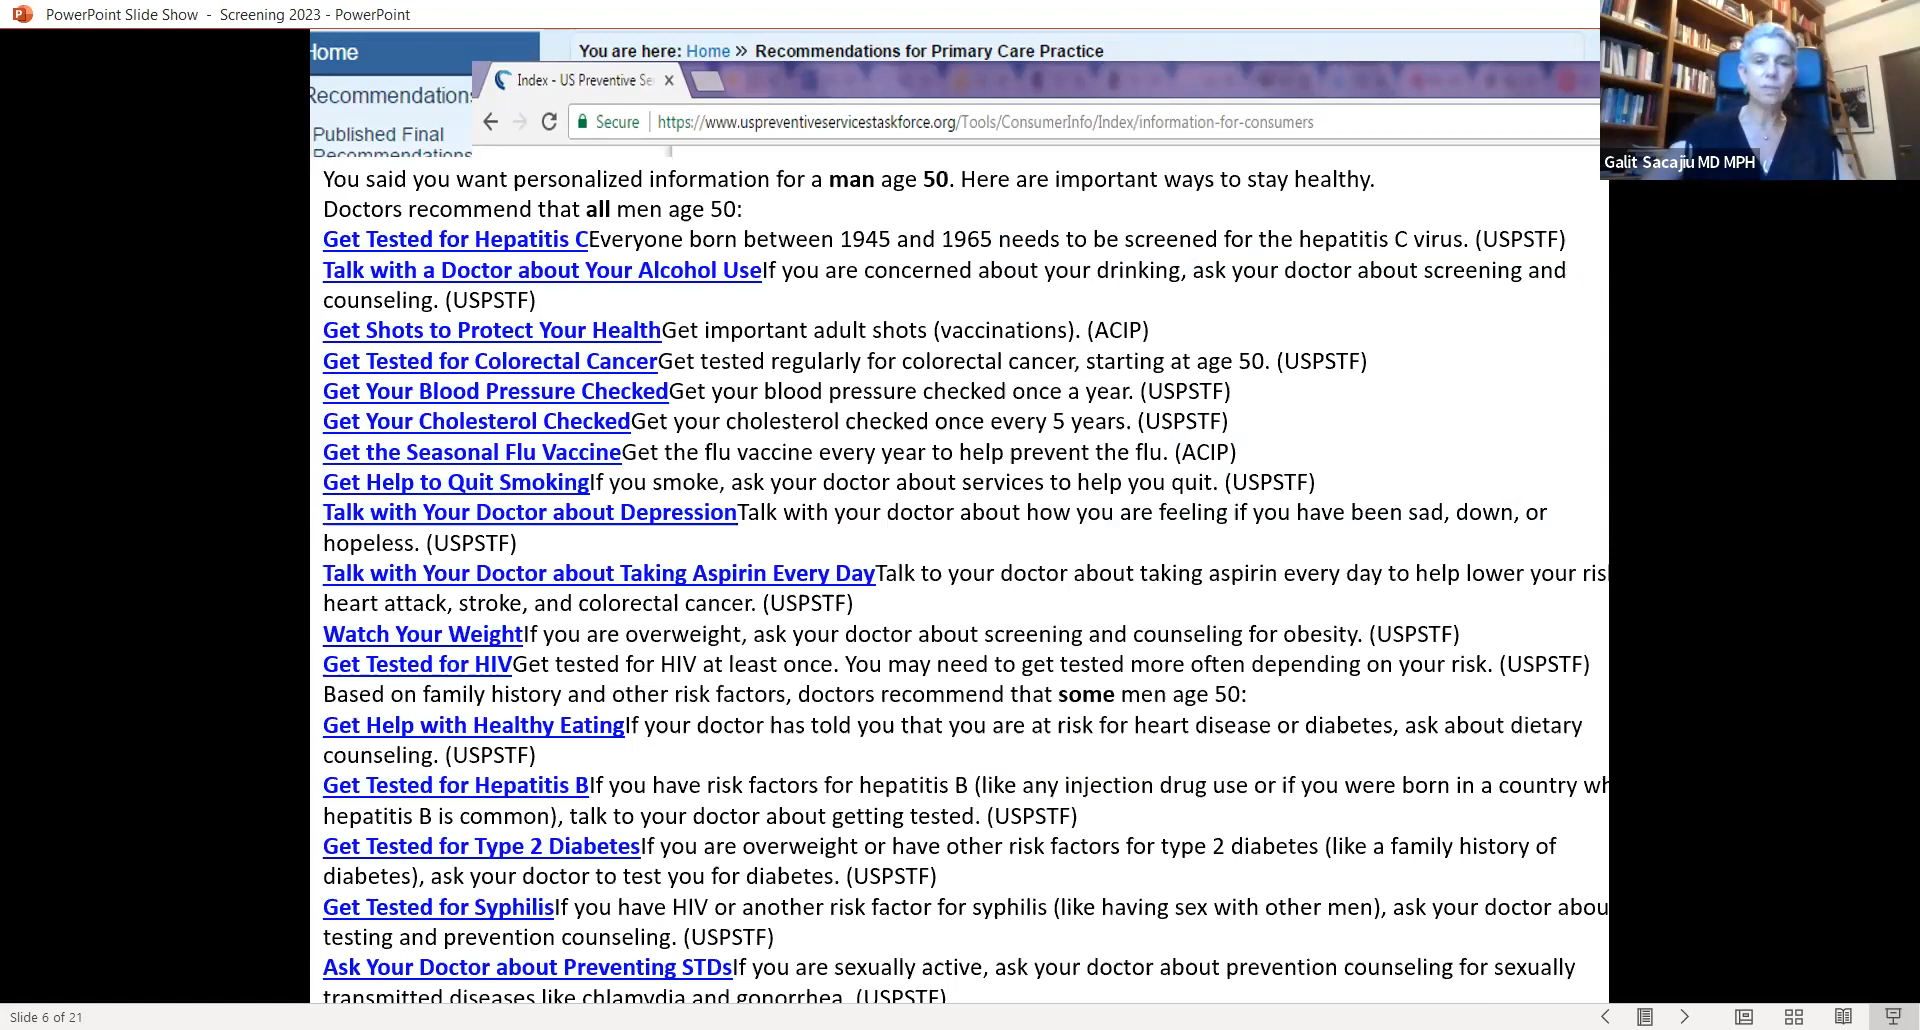 PowerPoint Slide Show - Screening 2023 - PowerPoint
Home
You are here: Home » Recommendations for Primary Care Practice
Recommendations
Published Final
Recommendations
Index - US Preventive Se
Secure https://www.uspreventiveservicestaskforce.org/Tools/ConsumerInfo/Index/information-for-consumers
Galit Sacajiu MD MPH
You said you want personalized information for a man age 50. Here are important ways to stay healthy.
Doctors recommend that all men age 50:
Get Tested for Hepatitis CEveryone born between 1945 and 1965 needs to be screened for the hepatitis C virus. (USPSTF)
Talk with a Doctor about Your Alcohol UseIf you are concerned about your drinking, ask your doctor about screening and
counseling. (USPSTF)
Get Shots to Protect Your HealthGet important adult shots (vaccinations). (ACIP)
Get Tested for Colorectal CancerGet tested regularly for colorectal cancer, starting at age 50. (USPSTF)
Get Your Blood Pressure CheckedGet your blood pressure checked once a year. (USPSTF)
Get Your Cholesterol CheckedGet your cholesterol checked once every 5 years. (USPSTF)
Get the Seasonal Flu VaccineGet the flu vaccine every year to help prevent the flu. (ACIP)
Get Help to Quit SmokingIf you smoke, ask your doctor about services to help you quit. (USPSTF)
Talk with Your Doctor about DepressionTalk with your doctor about how you are feeling if you have been sad, down, or
hopeless. (USPSTF)
Talk with Your Doctor about Taking Aspirin Every DayTalk to your doctor about taking aspirin every day to help lower your risk
heart attack, stroke, and colorectal cancer. (USPSTF)
Watch Your WeightIf you are overweight, ask your doctor about screening and counseling for obesity. (USPSTF)
Get Tested for HIVGet tested for HIV at least once. You may need to get tested more often depending on your risk. (USPSTF)
Based on family history and other risk factors, doctors recommend that some men age 50:
Get Help with Healthy EatingIf your doctor has told you that you are at risk for heart disease or diabetes, ask about dietary
counseling. (USPSTF)
Get Tested for Hepatitis BIf you have risk factors for hepatitis B (like any injection drug use or if you were born in a country wh
hepatitis B is common), talk to your doctor about getting tested. (USPSTF)
Get Tested for Type 2 DiabetesIf you are overweight or have other risk factors for type 2 diabetes (like a family history of
diabetes), ask your doctor to test you for diabetes. (USPSTF)
Get Tested for SyphilisIf you have HIV or another risk factor for syphilis (like having sex with other men), ask your doctor abou
testing and prevention counseling. (USPSTF)
Ask Your Doctor about Preventing STDsIf you are sexually active, ask your doctor about prevention counseling for sexually
transmitted diseases like chlamydia and gonorrhea. (USPSTF)
Slide 6 of 21